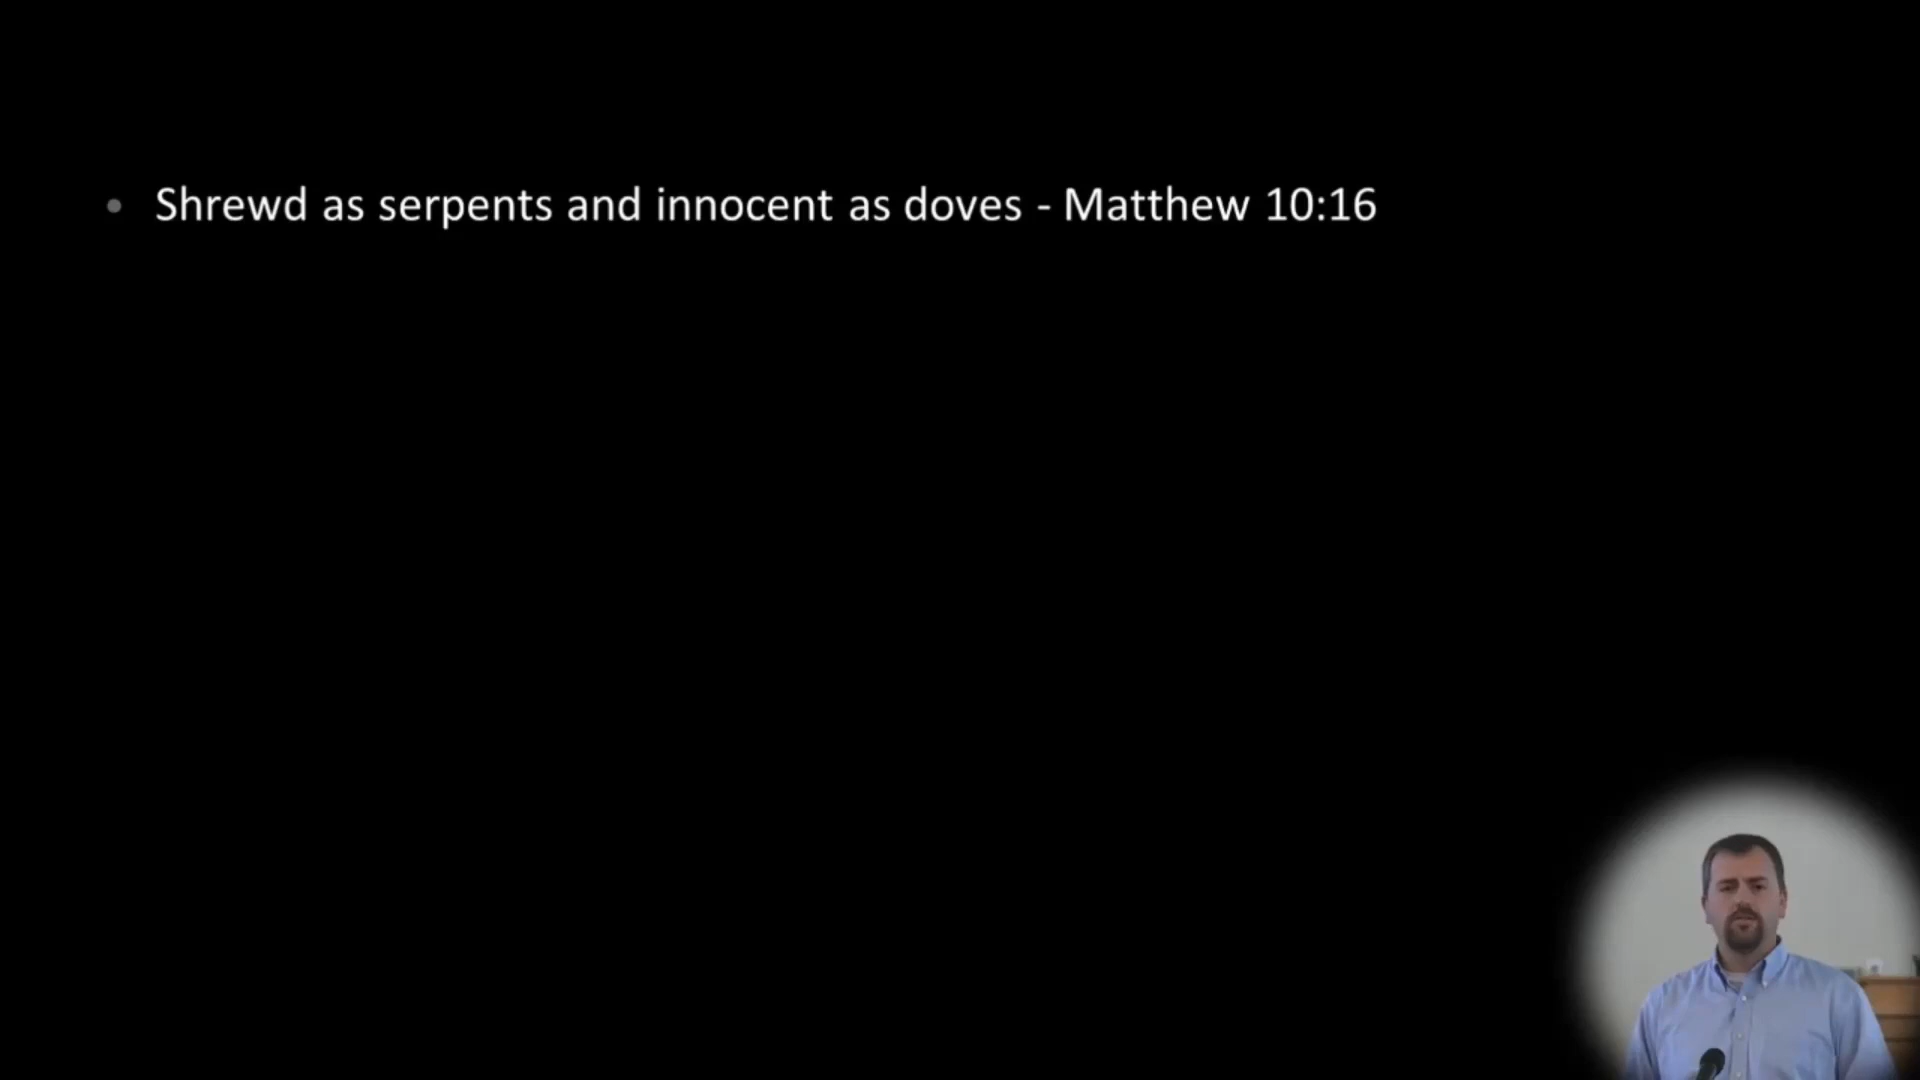 • Shrewd as serpents and innocent as doves - Matthew 10:16